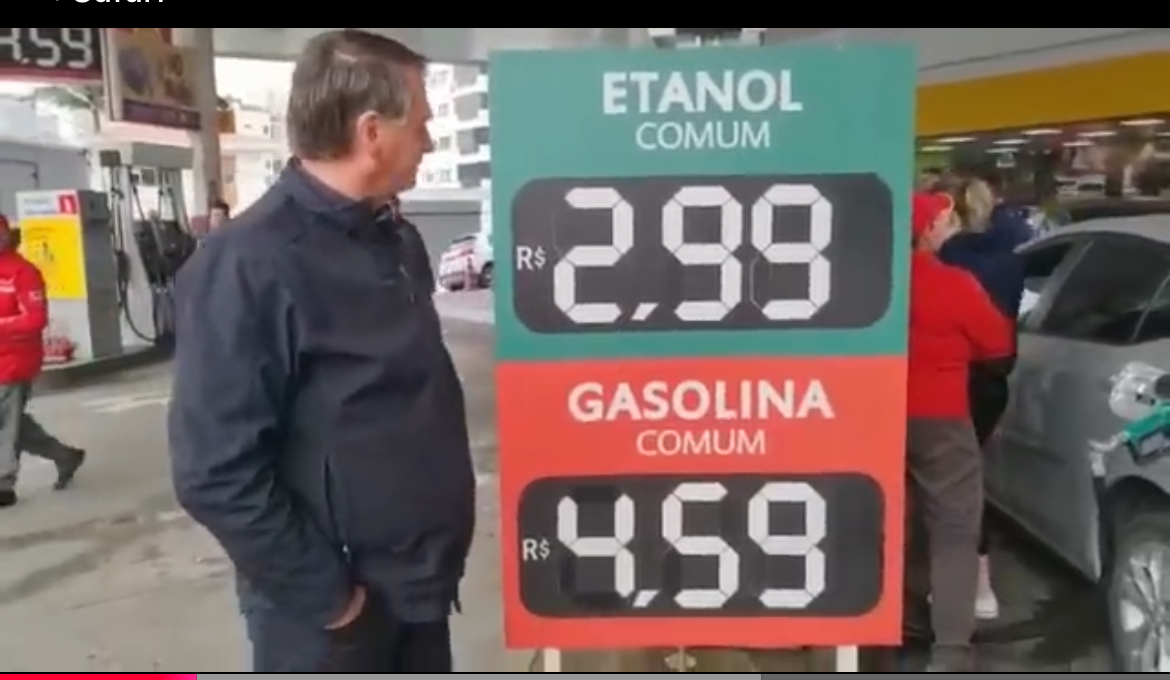 ETANOL
COMUM
R$ 2,99
GASOLINA
COMUM
R$ 4,59